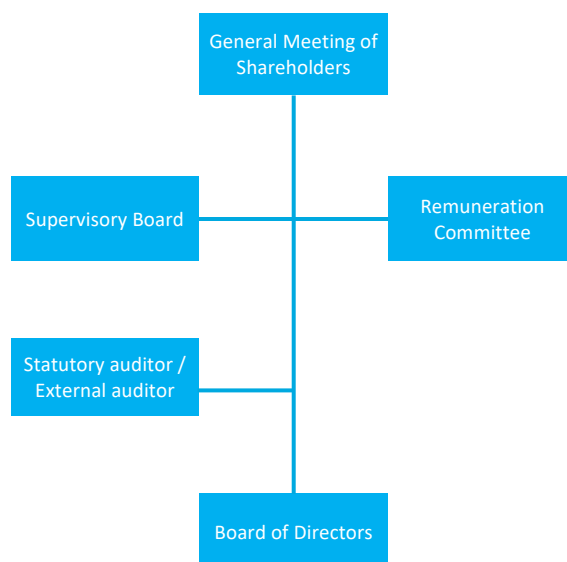 General Meeting of
Shareholders
Supervisory Board
Remuneration
Committee
Statutory auditor /
External auditor
Board of Directors